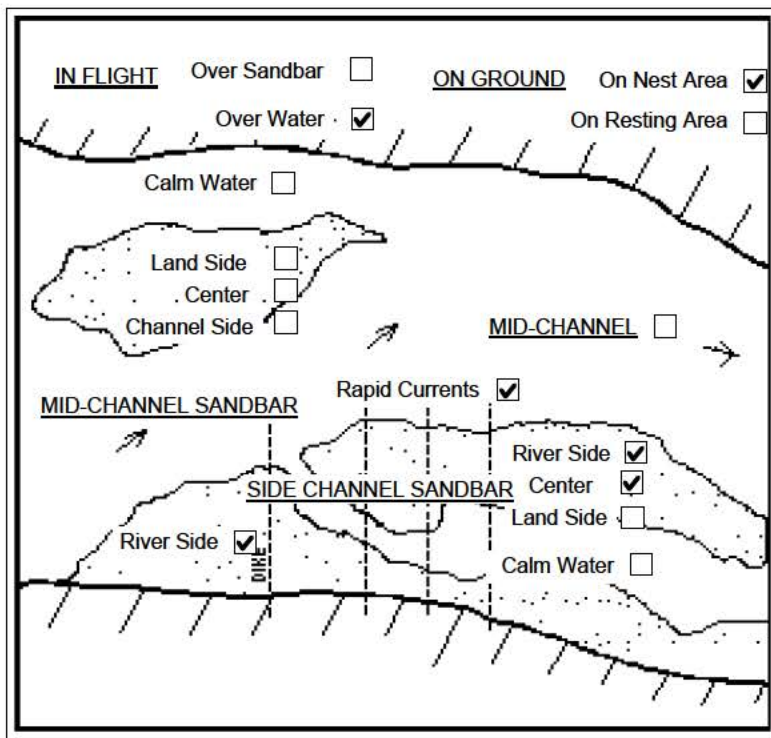 IN FLIGHT Over Sandbar ON GROUND On Nest Area
Over Water On Resting Area
Calm Water
Land Side
Center
Channel Side MID-CHANNEL
Rapid Currents
MID-CHANNEL SANDBAR
River Side
SIDE CHANNEL SANDBAR Center
Land Side
River Side
DIKE
Calm Water